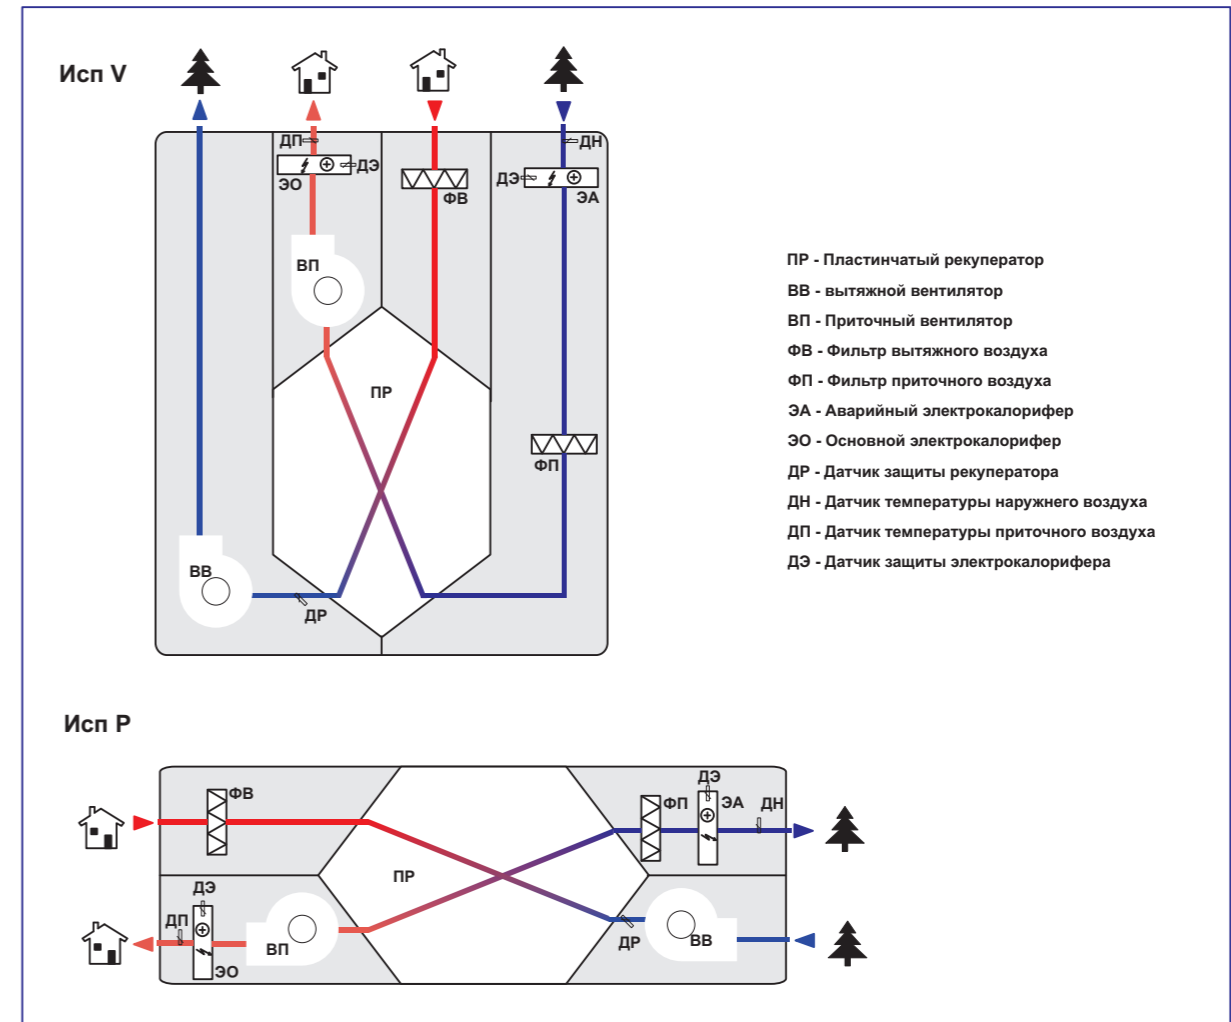 Исп V
ДП
ДН
ДЭ
ДЭ
ЭО
ФВ
ЭА
ВП
ПР
ФП
ВВ
ДР
ПР - Пластинчатый рекуператор
ВВ - вытяжной вентилятор
ВП - Приточный вентилятор
ФВ - Фильтр вытяжного воздуха
ФП - Фильтр приточного воздуха
ЭА - Аварийный электрокалорифер
ЭО - Основной электрокалорифер
ДР - Датчик защиты рекуператора
ДН - Датчик температуры наружнего воздуха
ДП - Датчик температуры приточного воздуха
ДЭ - Датчик защиты электрокалорифера
Исп Р
ДЭ
ФВ
ФП
ЭА
ДН
ПР
ДЭ
ДП
ВП
ДР
ВВ
ЭО